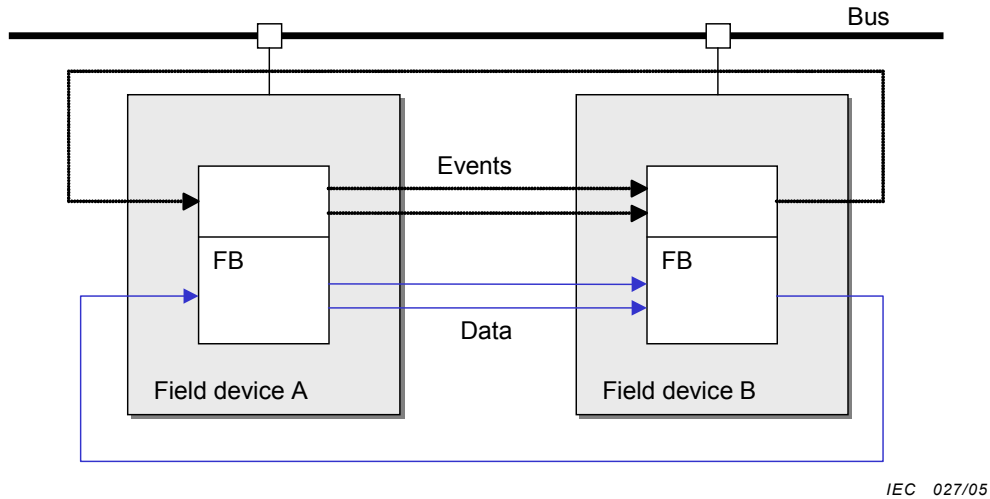 Bus
Events
FB
FB
Data
Field device A
Field device B
IEC 027/05